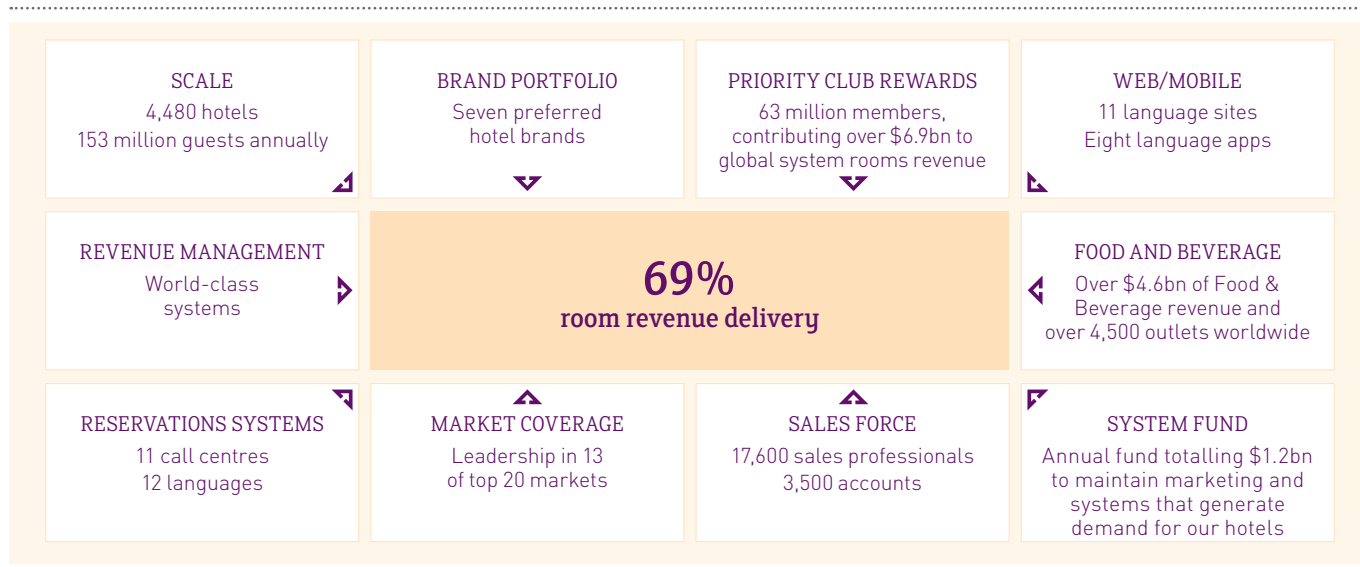 SCALE
4,480 hotels
153 million guests annually
BRAND PORTFOLIO
Seven preferred
hotel brands
PRIORITY CLUB REWARDS
63 million members,
contributing over $6.9bn to
global system rooms revenue
WEB/MOBILE
11 language sites
Eight language apps
REVENUE MANAGEMENT
World-class
systems
69%
room revenue delivery
FOOD AND BEVERAGE
Over $4.6bn of Food &
Beverage revenue and
over 4,500 outlets worldwide
RESERVATIONS SYSTEMS
11 call centres
12 languages
MARKET COVERAGE
Leadership in 13
of top 20 markets
SALES FORCE
17,600 sales professionals
3,500 accounts
SYSTEM FUND
Annual fund totalling $1.2bn
to maintain marketing and
systems that generate
demand for our hotels